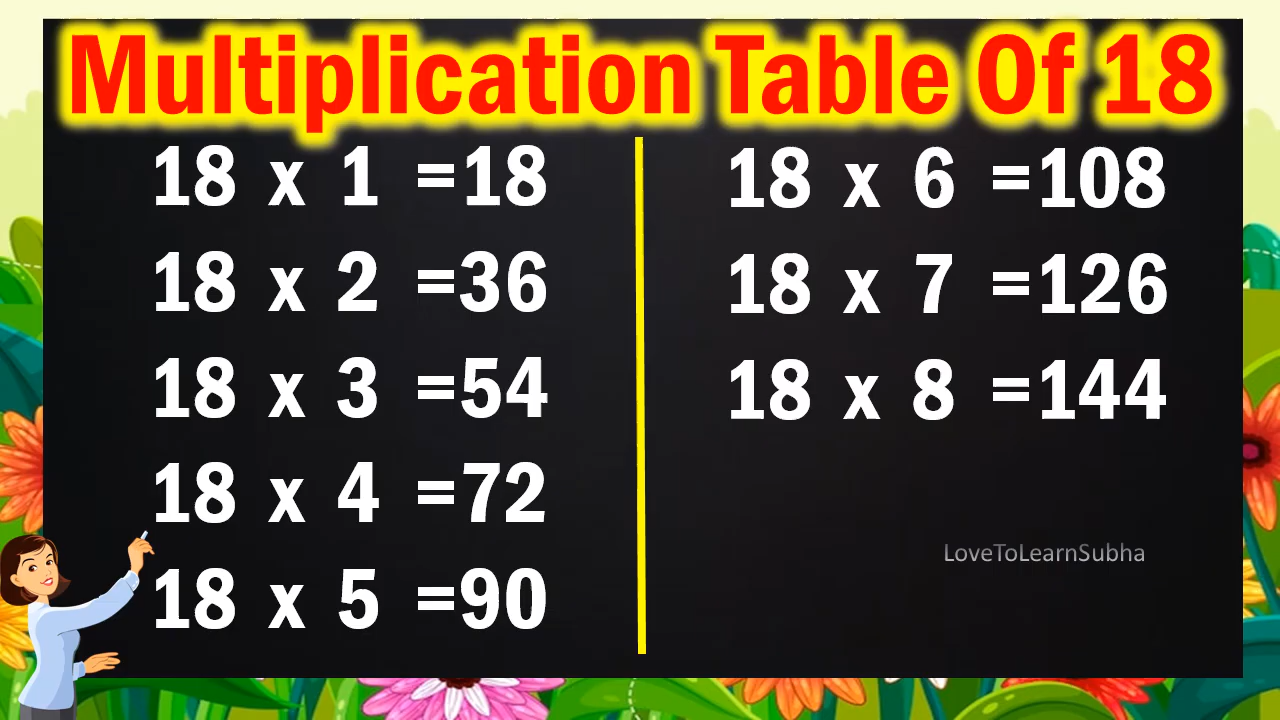 Multiplication Table Of 18
18 x 1 =18
18 x 2 =36
18 x 3 =54
18 x 4 =72
18 x 5 =90
18 x 6 =108
18 x 7 =126
18 x 8 =144
LoveToLearnSubha